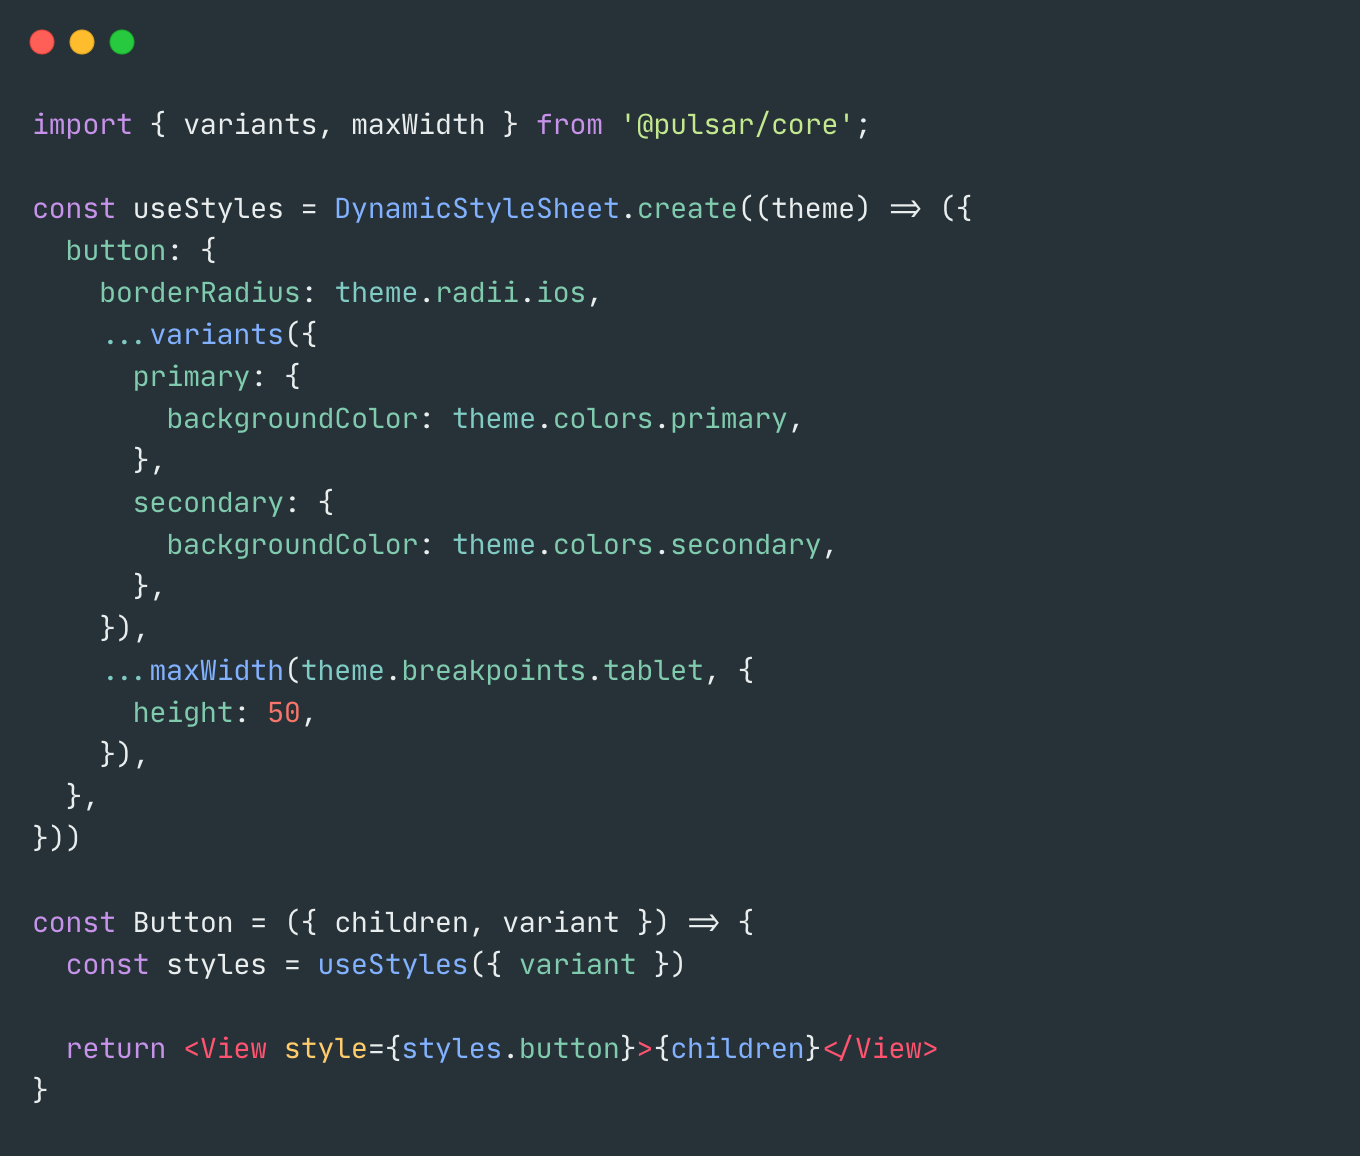 import { variants, maxWidth } from '@pulsar/core';

const useStyles = DynamicStyleSheet.create((theme) => ({
  button: {
    borderRadius: theme.radii.ios,
    ...variants({
      primary: {
        backgroundColor: theme.colors.primary,
      },
      secondary: {
        backgroundColor: theme.colors.secondary,
      },
    }),
    ...maxWidth(theme.breakpoints.tablet, {
      height: 50,
    }),
  },
}))

const Button = ({ children, variant }) => {
  const styles = useStyles({ variant })

  return <View style={styles.button}>{children}</View>
}